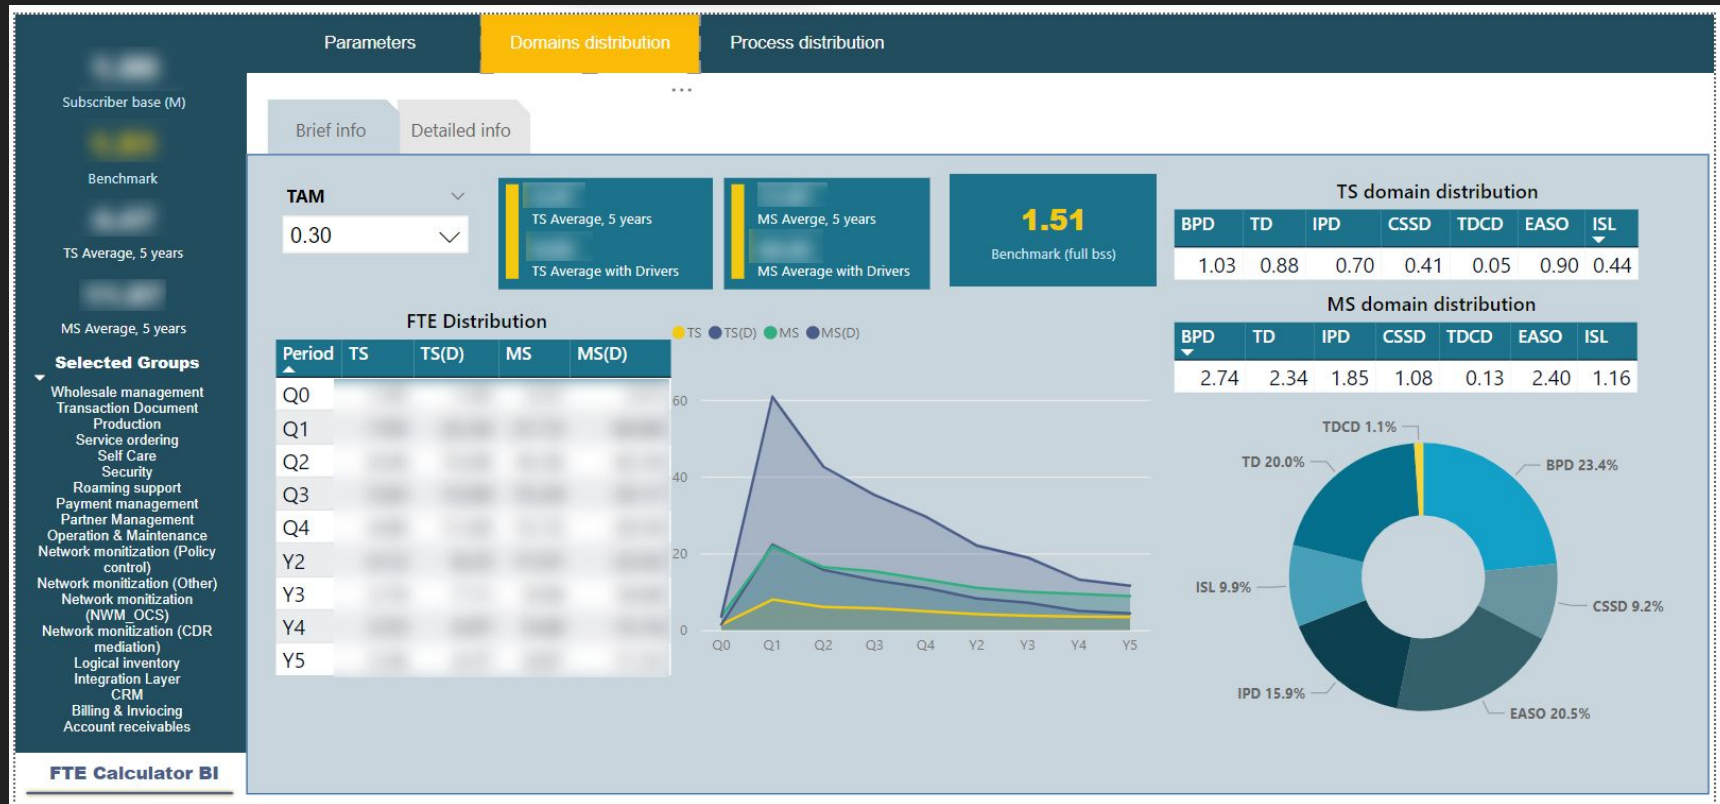 Parameters
Domains distribution
Process distribution
Subscriber base (M)
Benchmark
TS Average, 5 years
MS Average, 5 years
Selected Groups
Wholesale management
Transaction Document
Production
Service ordering
Self Care
Security
Roaming support
Payment management
Partner Management
Operation & Maintenance
Network monitization (Policy
control)
Network monitization (Other)
Network monitization
(NWM_OCS)
Network monitization (CDR
mediation)
Logical inventory
Integration Layer
CRM
Billing & Inviocing
Account receivables
FTE Calculator BI
...
Brief info
Detailed info
TAM
0.30
TS Average, 5 years
TS Average with Drivers
MS Averge, 5 years
MS Average with Drivers
1.51
Benchmark (full bss)
FTE Distribution
Period TS TS(D) MS MS(D)
Q0
Q1
Q2
Q3
Q4
Y2
Y3
Y4
Y5
TS TS(D) MS MS(D)
60
40
20
0
Q0 Q1 Q2 Q3 Q4 Y2 Y3 Y4 Y5
TS domain distribution
BPD TD IPD CSSD TDCD EASO ISL
1.03 0.88 0.70 0.41 0.05 0.90 0.44
MS domain distribution
BPD TD IPD CSSD TDCD EASO ISL
2.74 2.34 1.85 1.08 0.13 2.40 1.16
TDCD 1.1%
TD 20.0%
BPD 23.4%
ISL 9.9%
CSSD 9.2%
IPD 15.9%
EASO 20.5%